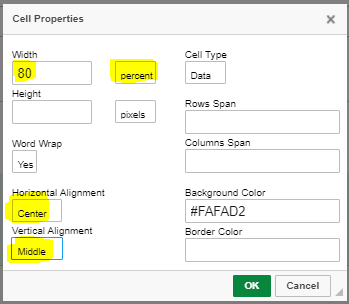 Cell Properties
Width
80 percent
Cell Type
Data
Height
pixels
Rows Span
Word Wrap
Yes
Columns Span
Horizontal Alignment
Center
Background Color
#FAFAD2
Vertical Alignment
Middle
Border Color
OK Cancel